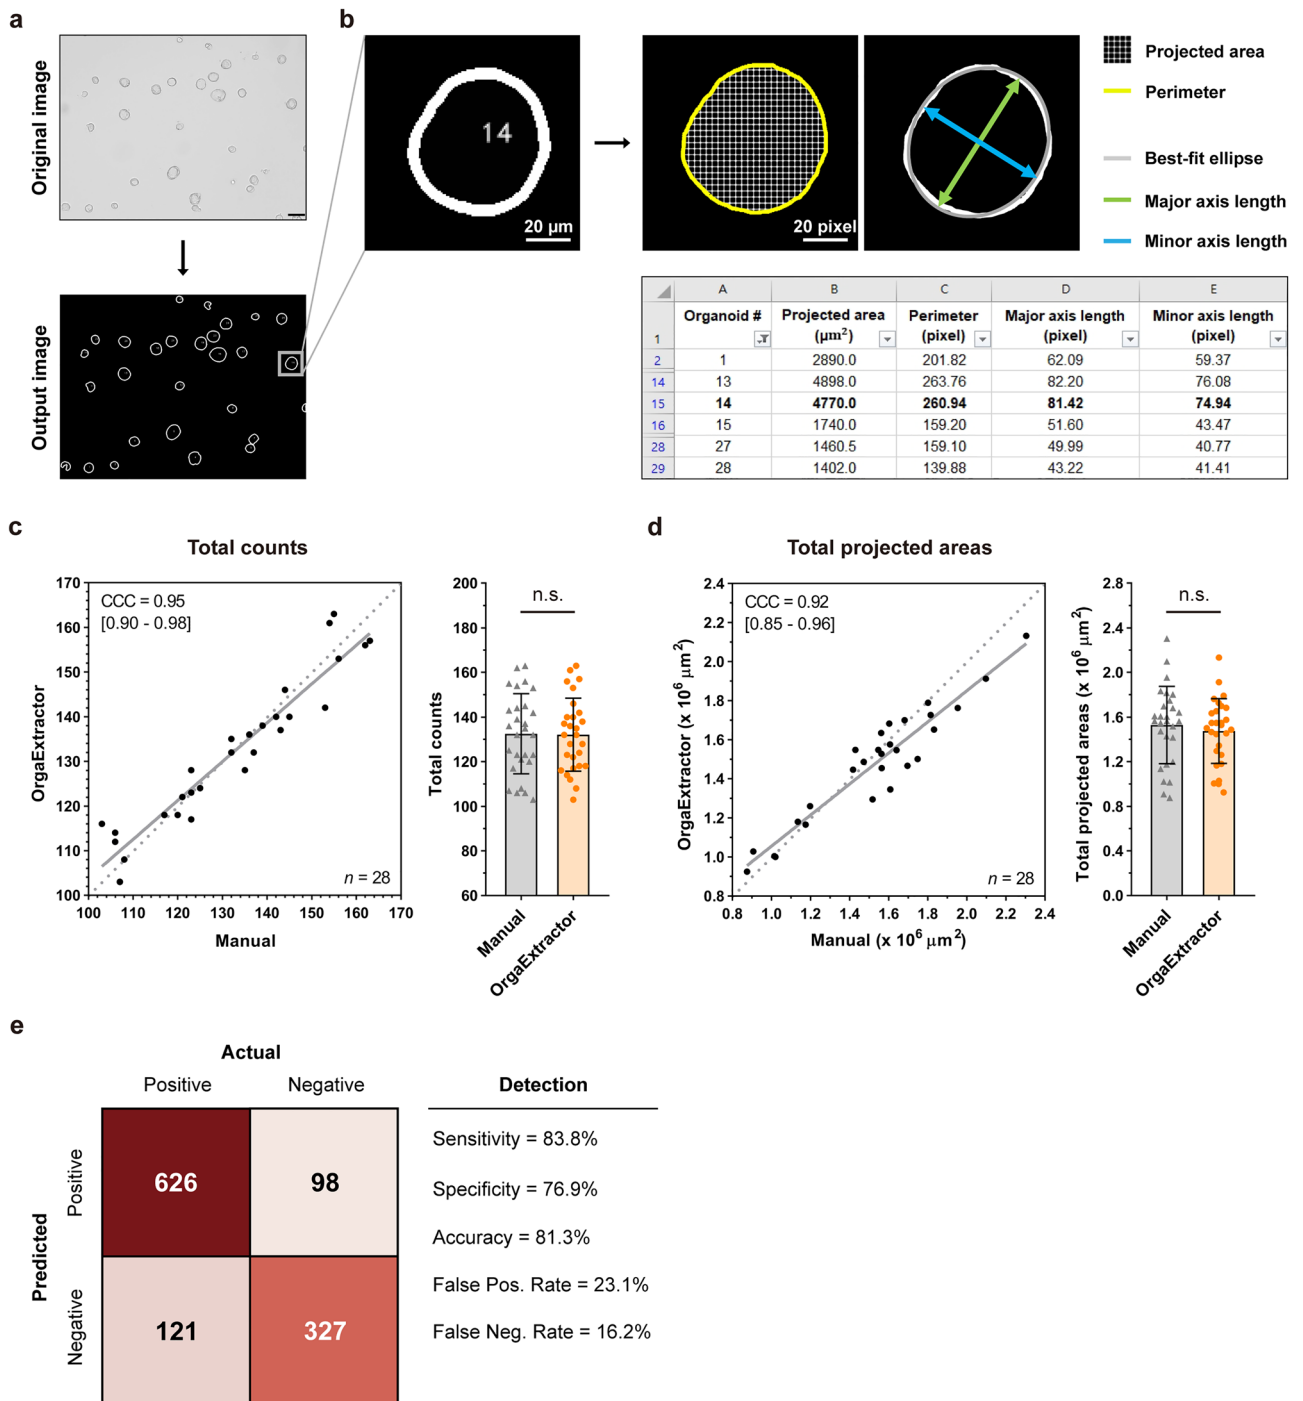 a
Original image
Output image
b
14
20 µm
20 pixel
Projected area
Perimeter
Best-fit ellipse
Major axis length
Minor axis length
A B C D E
1 Organoid # Projected area (µm²) Perimeter (pixel) Major axis length (pixel) Minor axis length (pixel)
2 1 2890.0 201.82 62.09 59.37
14 13 4898.0 263.76 82.20 76.08
15 14 4770.0 260.94 81.42 74.94
16 15 1740.0 159.20 51.60 43.47
28 27 1460.5 159.10 49.99 40.77
29 28 1402.0 139.88 43.22 41.41
c
Total counts
CCC = 0.95
[0.90 - 0.98]
n = 28
OrgaExtractor
170
160
150
140
130
120
110
100
100 110 120 130 140 150 160 170
Manual
Total counts
200
180
160
140
120
100
80
60
n.s.
Manual
OrgaExtractor
d
Total projected areas
CCC = 0.92
[0.85 - 0.96]
n = 28
OrgaExtractor (x 10⁶ µm²)
2.4
2.2
2.0
1.8
1.6
1.4
1.2
1.0
0.8
0.8 1.0 1.2 1.4 1.6 1.8 2.0 2.2 2.4
Manual (x 10⁶ µm²)
Total projected areas (x 10⁶ µm²)
2.8
2.4
2.0
1.6
1.2
0.8
0.4
0.0
n.s.
Manual
OrgaExtractor
e
Actual
Positive Negative
Predicted
Positive
Negative
626 98
121 327
Detection
Sensitivity = 83.8%
Specificity = 76.9%
Accuracy = 81.3%
False Pos. Rate = 23.1%
False Neg. Rate = 16.2%